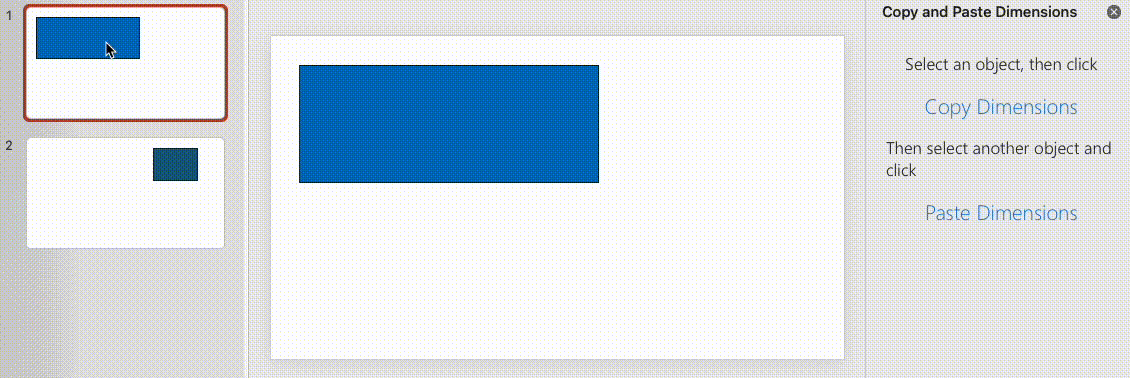 1
2
Copy and Paste Dimensions
Select an object, then click
Copy Dimensions
Then select another object and
click
Paste Dimensions